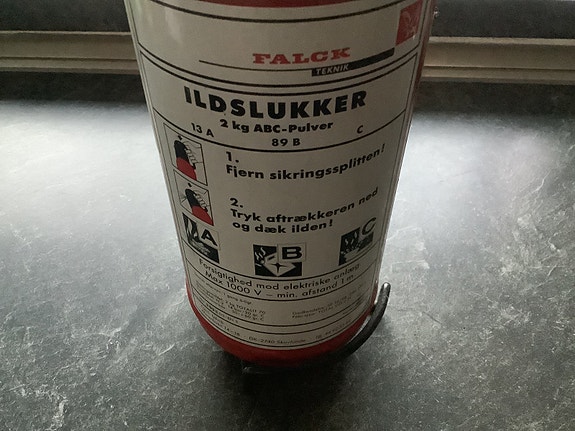 FALCK
TEKNIK
ILDSLUKKER
2 kg ABC-Pulver
13 A 89 B C
1.
Fjern sikringssplitten!
2.
Tryk aftrækkeren ned
og dæk ilden!
A B C
Forsigtighed mod elektriske anlæg
Max 1000 V – min. afstand 1 m